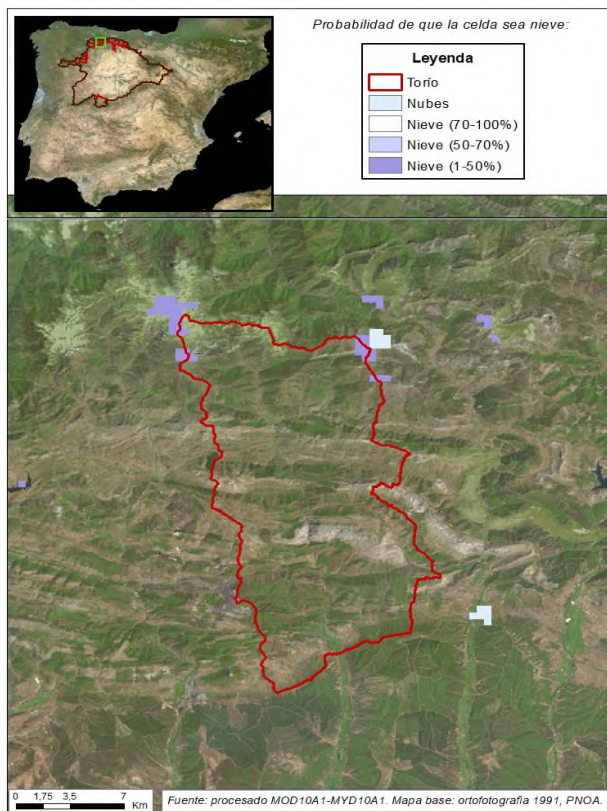 Probabilidad de que la celda sea nieve:
Leyenda
Torío
Nubes
Nieve (70-100%)
Nieve (50-70%)
Nieve (1-50%)
0 1,75 3,5 7
Km
Fuente: procesado MOD10A1-MYD10A1. Mapa base: ortofotografía 1991, PNOA.